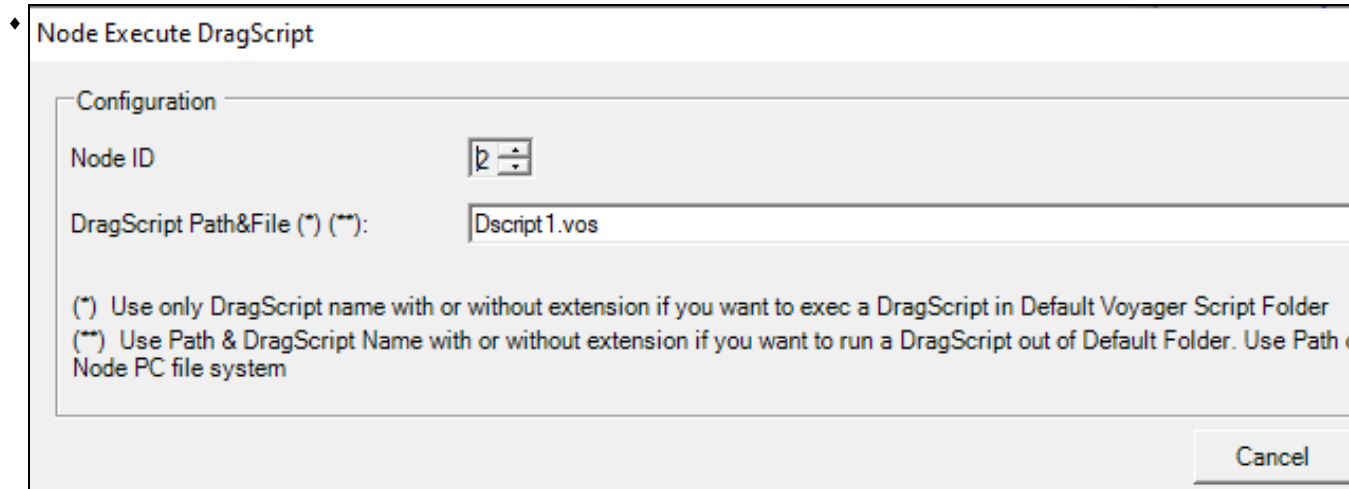 Node Execute DragScript
Configuration
Node ID
2
DragScript Path&File (*) (**):
Dscript1.vos
(*) Use only DragScript name with or without extension if you want to exec a DragScript in Default Voyager Script Folder
(**) Use Path & DragScript Name with or without extension if you want to run a DragScript out of Default Folder. Use Path
Node PC file system
Cancel